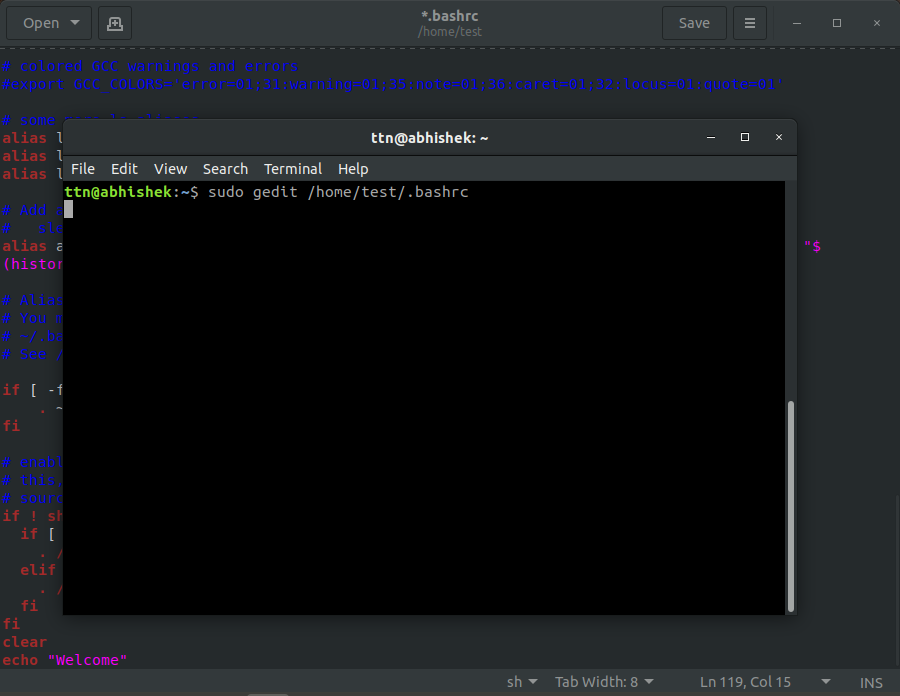 Open
*.bashrc
/home/test
Save
# colored GCC warnings and errors
#export GCC_COLORS='error=01;31:warning=01;35:note=01;36:caret=01;32:locus=01:quote=01'
# some
alias l
alias l
alias l
# Add
# sle
alias a "$
(histor
# Alias
# You m
# ~/.ba
# See /
if [ -f
. ~
fi
# enabl
# this
# sourc
if ! sh
if [
. /
elif
. /
fi
fi
clear
echo "Welcome"
ttn@abhishek: ~
File Edit View Search Terminal Help
ttn@abhishek:~$ sudo gedit /home/test/.bashrc
sh Tab Width: 8 Ln 119, Col 15 INS